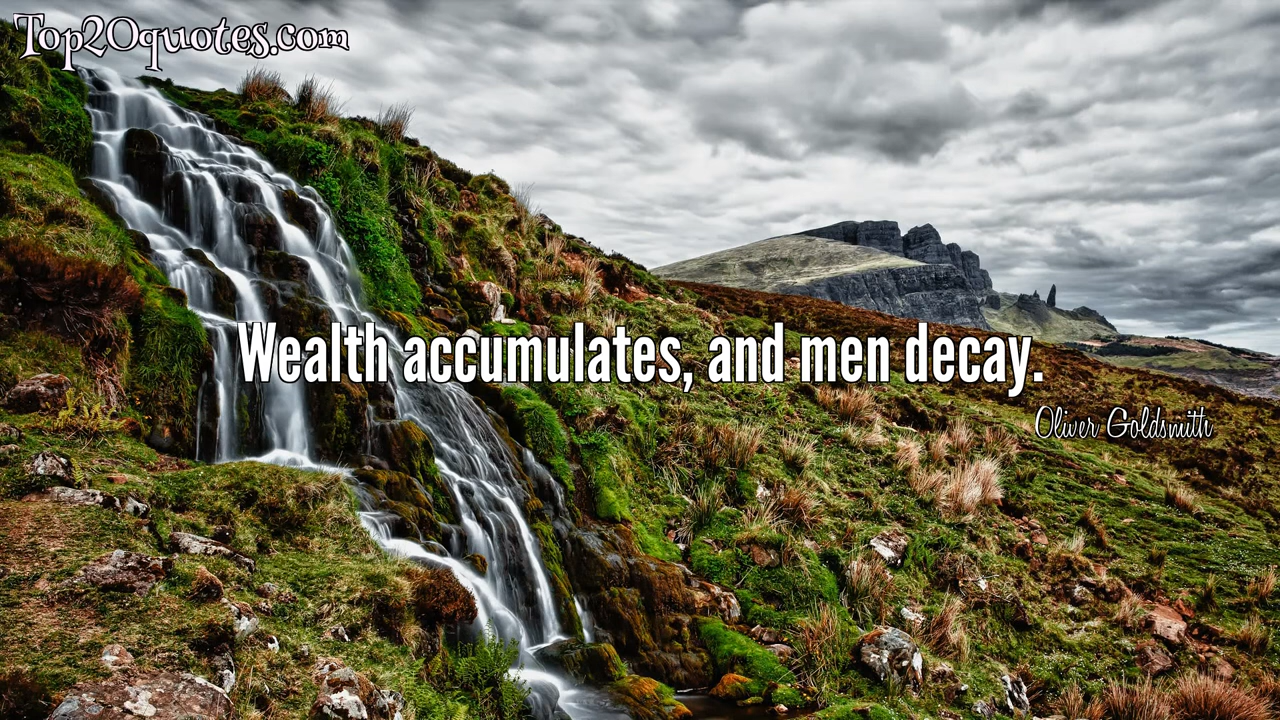 Top20quotes.com
Wealth accumulates, and men decay.
Oliver Goldsmith